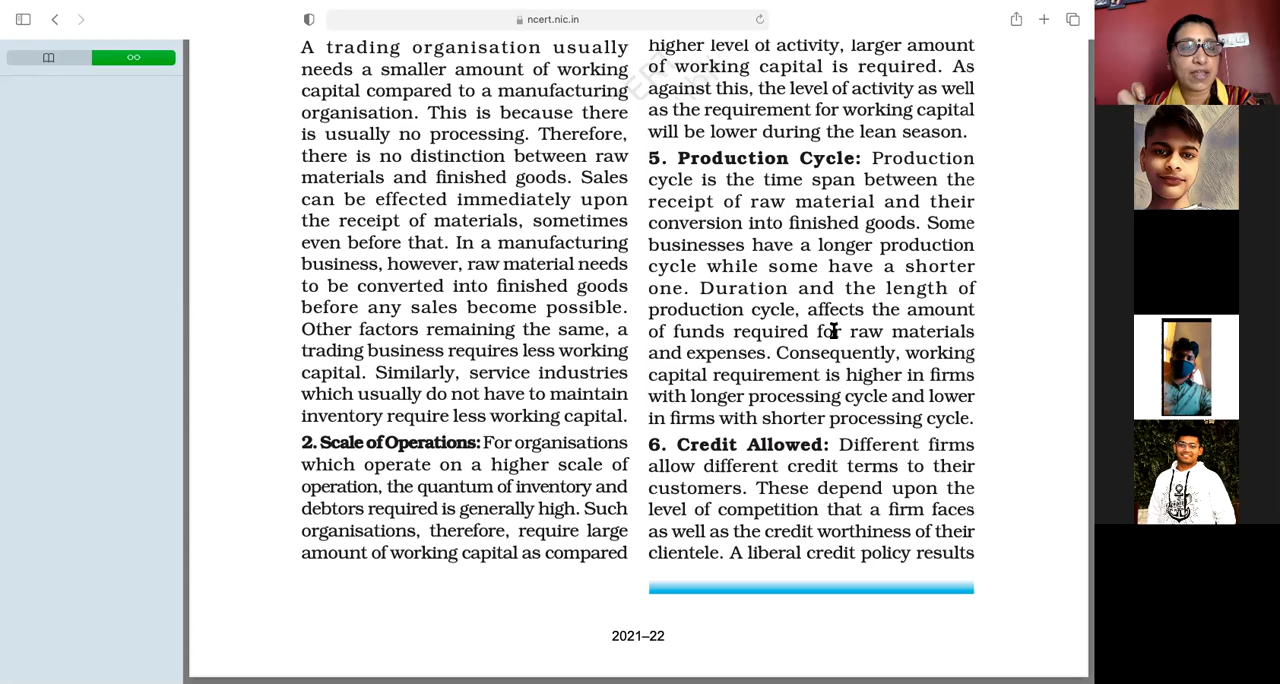 ncert.nic.in
A trading organisation usually
needs a smaller amount of working
capital compared to a manufacturing
organisation. This is because there
is usually no processing. Therefore,
there is no distinction between raw
materials and finished goods. Sales
can be effected immediately upon
the receipt of materials, sometimes
even before that. In a manufacturing
business, however, raw material needs
to be converted into finished goods
before any sales become possible.
Other factors remaining the same, a
trading business requires less working
capital. Similarly, service industries
which usually do not have to maintain
inventory require less working capital.
2. Scale of Operations: For organisations
which operate on a higher scale of
operation, the quantum of inventory and
debtors required is generally high. Such
organisations, therefore, require large
amount of working capital as compared
higher level of activity, larger amount
of working capital is required. As
against this, the level of activity as well
as the requirement for working capital
will be lower during the lean season.
5. Production Cycle: Production
cycle is the time span between the
receipt of raw material and their
conversion into finished goods. Some
businesses have a longer production
cycle while some have a shorter
one. Duration and the length of
production cycle, affects the amount
of funds required for raw materials
and expenses. Consequently, working
capital requirement is higher in firms
with longer processing cycle and lower
in firms with shorter processing cycle.
6. Credit Allowed: Different firms
allow different credit terms to their
customers. These depend upon the
level of competition that a firm faces
as well as the credit worthiness of their
clientele. A liberal credit policy results
2021–22